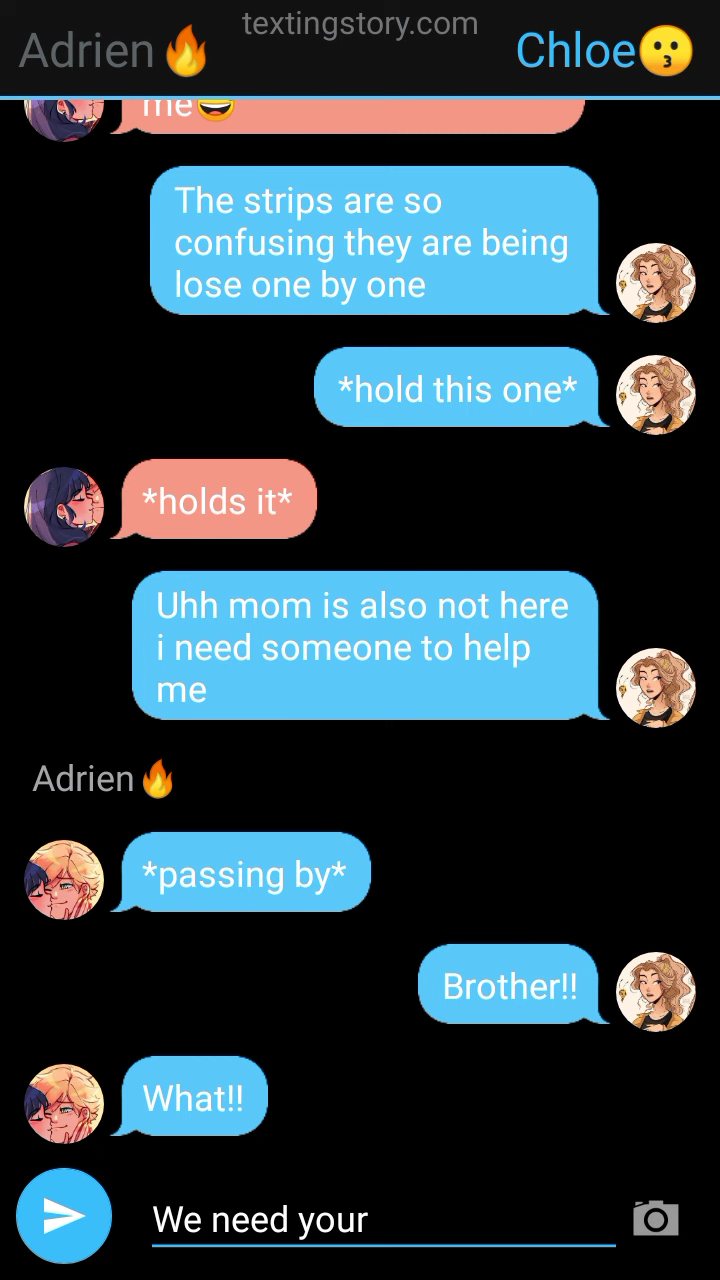 textingstory.com
Adrien🔥
Chloe😗
me😄
The strips are so
confusing they are being
lose one by one
*hold this one*
*holds it*
Uhh mom is also not here
i need someone to help
me
Adrien🔥
*passing by*
Brother!!
What!!
We need your